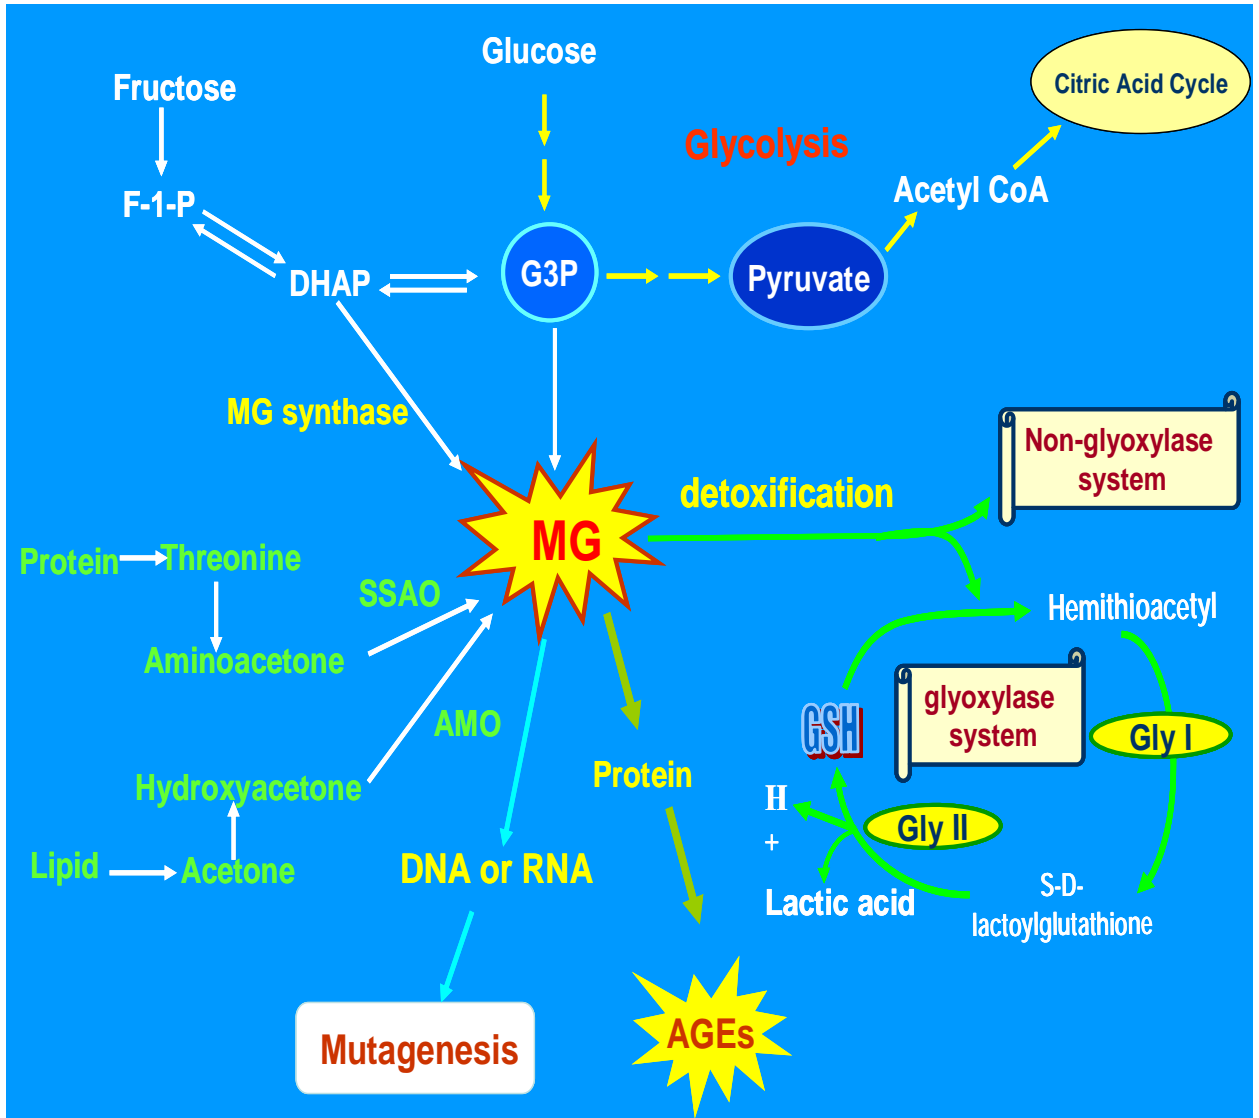 Glucose
Fructose
Citric Acid Cycle
Glycolysis
Acetyl CoA
F-1-P
DHAP
G3P
Pyruvate
MG synthase
Non-glyoxylase
system
detoxification
MG
Protein
Threonine
SSAO
Hemithioacetyl
Aminoacetone
glyoxylase
system
GSH
AMO
Gly I
Protein
Hydroxyacetone
H
+
Gly II
Lipid
Acetone
DNA or RNA
Lactic acid
S-D-
lactoylglutathione
Mutagenesis
AGEs